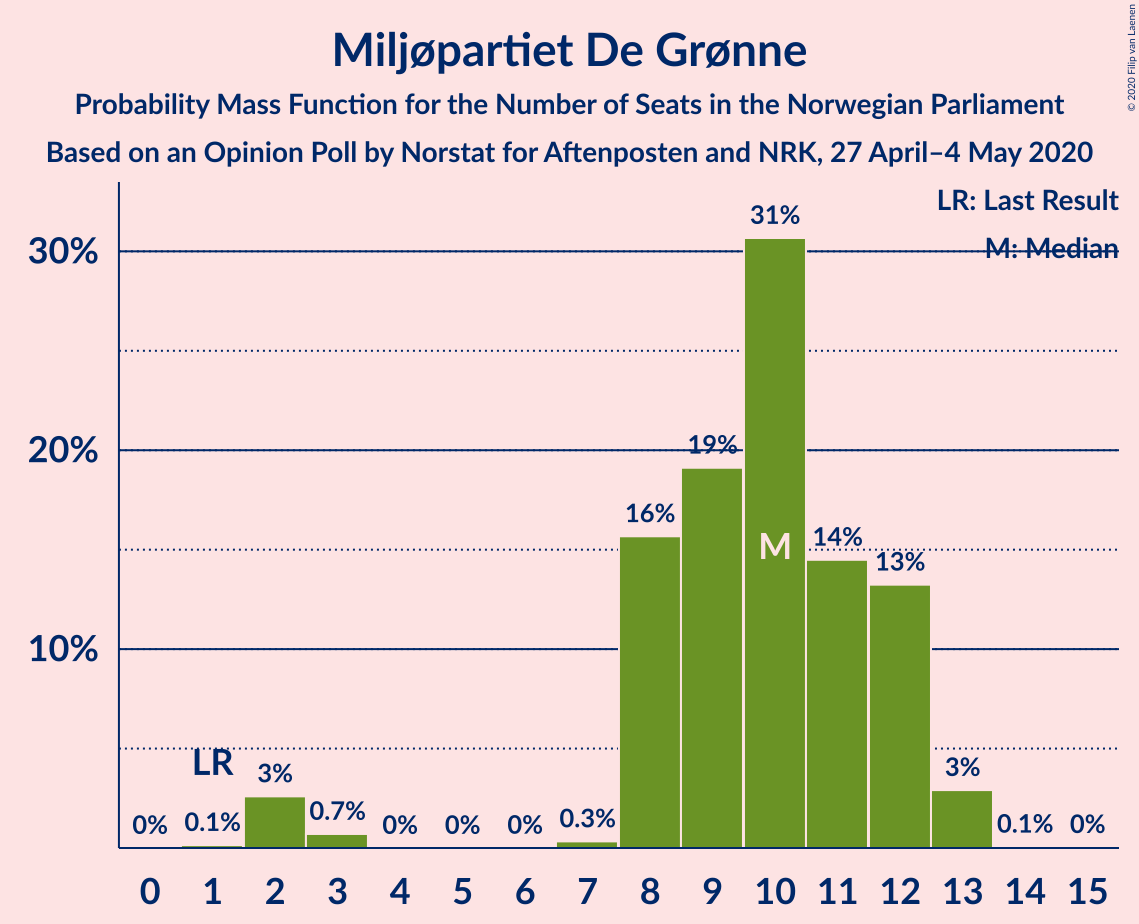 © 2020 Filip van Laenen
Miljøpartiet De Grønne
Probability Mass Function for the Number of Seats in the Norwegian Parliament
Based on an Opinion Poll by Norstat for Aftenposten and NRK, 27 April–4 May 2020
LR: Last Result
M: Median
30%
20%
10%
0%
0.1%
LR
3%
0.7%
0%
0%
0%
0.3%
16%
19%
31%
M
14%
13%
3%
0.1%
0%
0 1 2 3 4 5 6 7 8 9 10 11 12 13 14 15